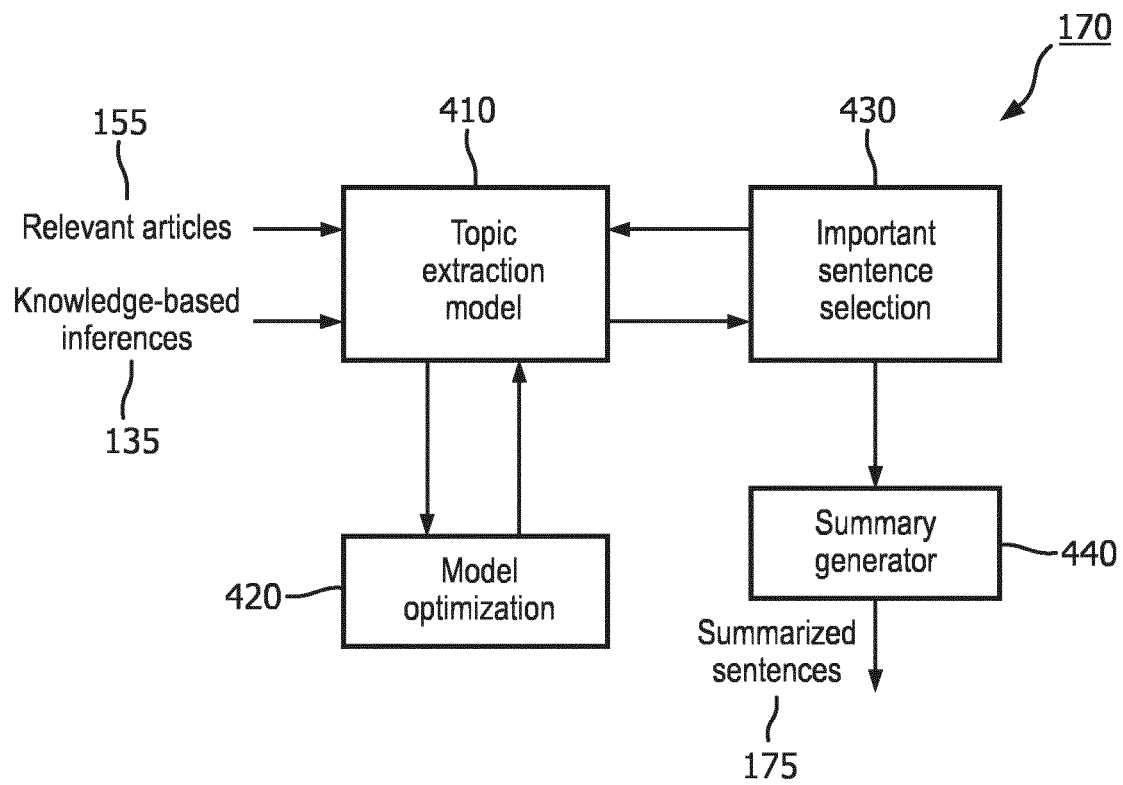 170
155
410
430
Relevant articles
Topic
extraction
model
Important
sentence
selection
Knowledge-based
inferences
135
420
Model
optimization
Summary
generator
440
Summarized
sentences
175